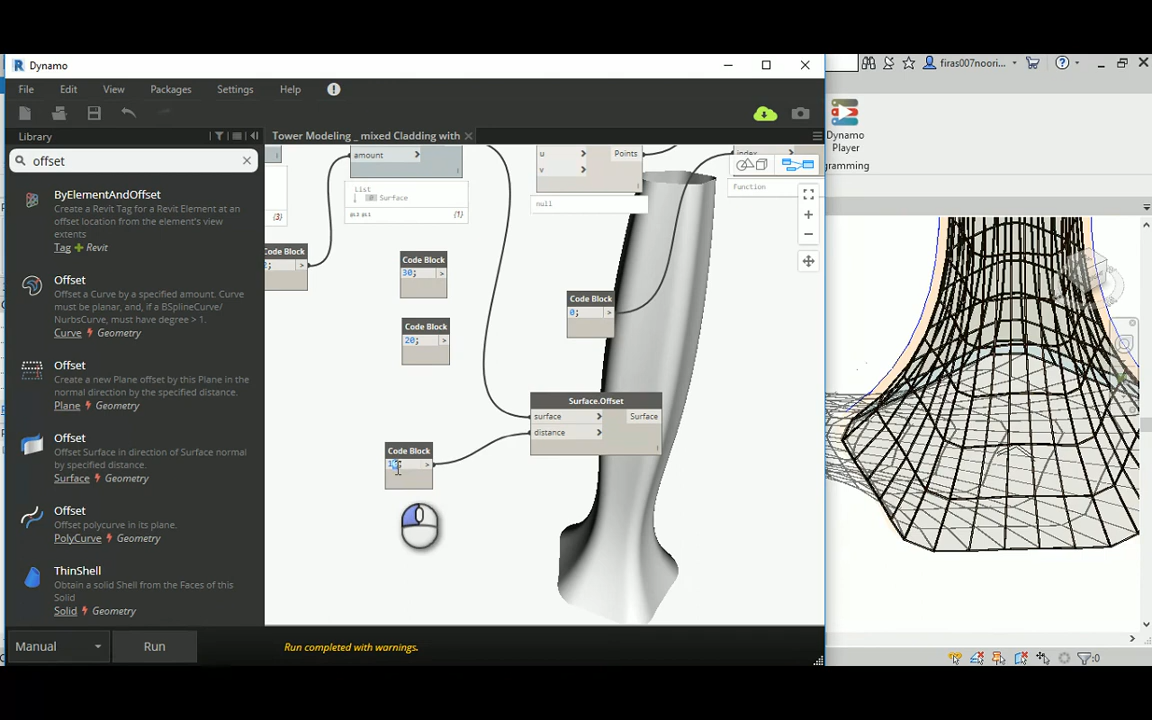 Dynamo
File Edit View Packages Settings Help
firas007noori...
Library
Tower Modeling _ mixed Cladding with
Dynamo
Player
offset
ByElementAndOffset
Create a Revit Tag for a Revit Element at an
offset location from the element's view
extents
Tag Revit
Offset
Offset a Curve by a specified amount. Curve
must be planar, and, if a BSplineCurve/
NurbsCurve, must have degree > 1.
Curve Geometry
Offset
Create a new Plane offset by this Plane in the
normal direction by the specified distance.
Plane Geometry
Offset
Offset Surface in direction of Surface normal
by specified distance.
Surface Geometry
Offset
Offset polycurve in its plane.
PolyCurve Geometry
ThinShell
Obtain a solid Shell from the Faces of this
Solid
Solid Geometry
amount >
List
Surface
{1}
{3}
u >
v >
Points
null
index
Function
Code Block
>
Code Block
30; >
Code Block
20; >
Code Block
0; >
Surface.Offset
surface > Surface
distance >
Code Block
>
Manual
Run
Run completed with warnings.
:0